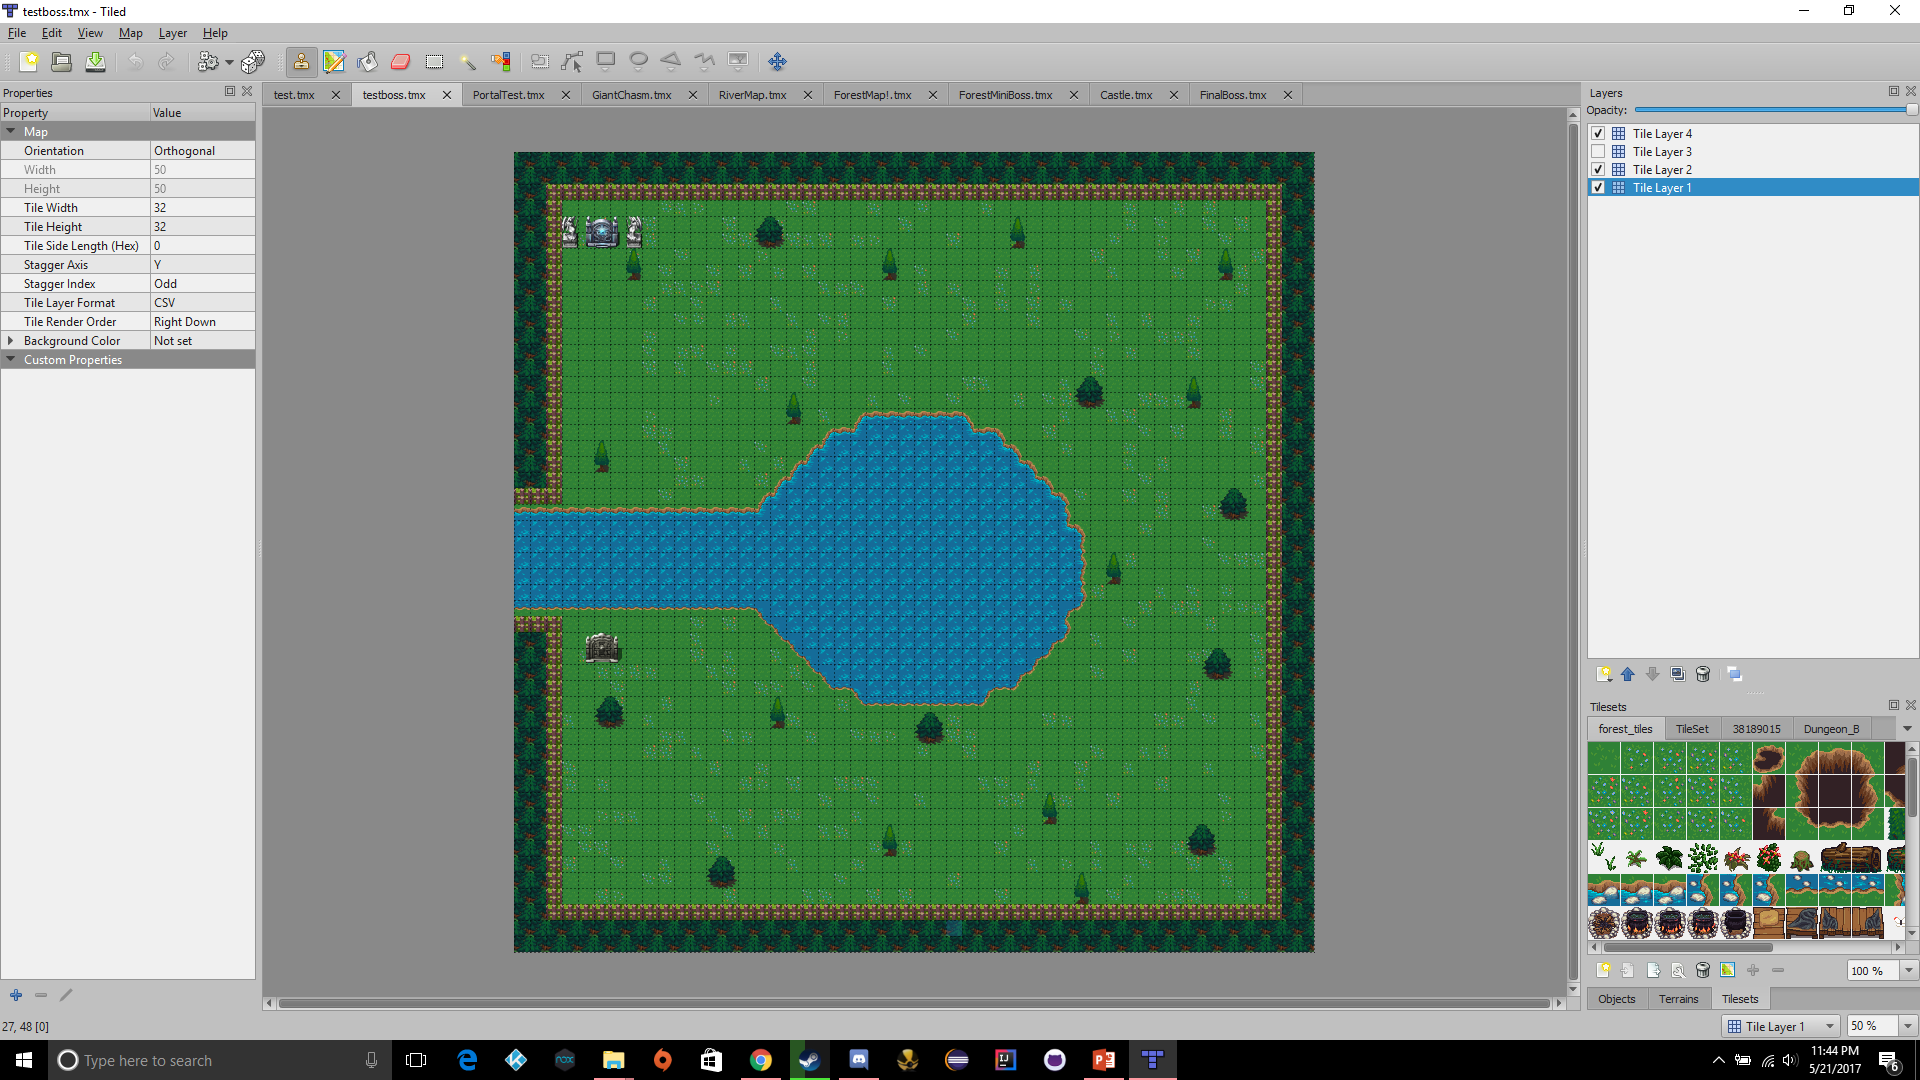 testboss.tmx - Tiled
File Edit View Map Layer Help
Properties
test.tmx testboss.tmx PortalTest.tmx GiantChasm.tmx RiverMap.tmx ForestMap!.tmx ForestMiniBoss.tmx Castle.tmx FinalBoss.tmx
Property Value
Map
Orientation Orthogonal
Width 50
Height 50
Tile Width 32
Tile Height 32
Tile Side Length (Hex) 0
Stagger Axis Y
Stagger Index Odd
Tile Layer Format CSV
Tile Render Order Right Down
Background Color Not set
Custom Properties
Layers
Opacity:
Tile Layer 4
Tile Layer 3
Tile Layer 2
Tile Layer 1
Tilesets
forest_tiles TileSet 38189015 Dungeon_B
100 %
Objects Terrains Tilesets
27, 48 [0]
Tile Layer 1 50 %
Type here to search
11:44 PM
5/21/2017
6